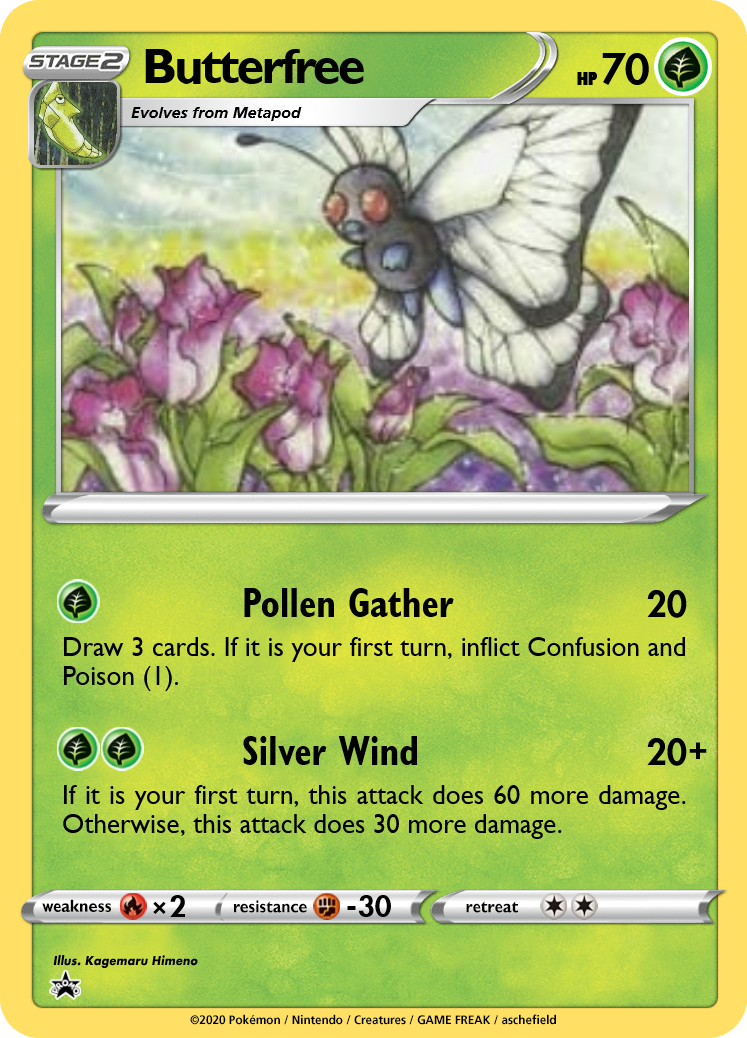 STAGE2
Butterfree
HP 70
Evolves from Metapod
Pollen Gather 20
Draw 3 cards. If it is your first turn, inflict Confusion and
Poison (1).
Silver Wind 20+
If it is your first turn, this attack does 60 more damage.
Otherwise, this attack does 30 more damage.
weakness ×2 resistance -30 retreat
Illus. Kagemaru Himeno
PROMO
©2020 Pokémon / Nintendo / Creatures / GAME FREAK / aschefield